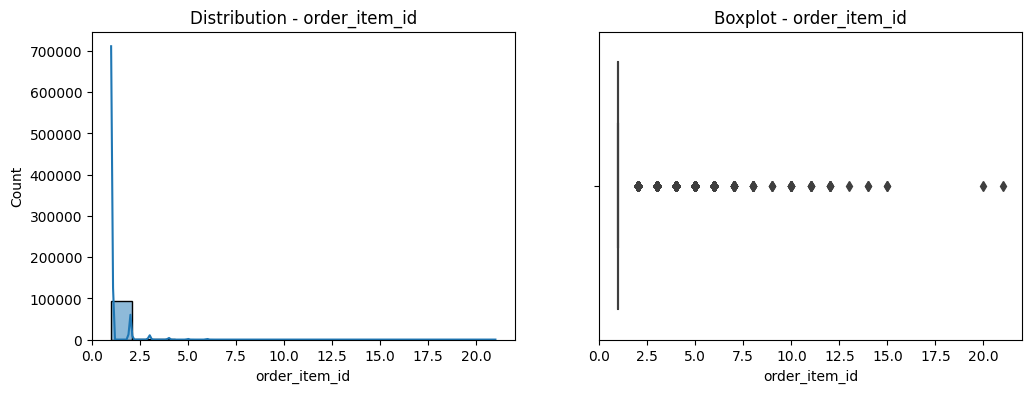 Distribution - order_item_id
700000
600000
500000
400000
300000
200000
100000
0
Count
0.0 2.5 5.0 7.5 10.0 12.5 15.0 17.5 20.0
order_item_id
Boxplot - order_item_id
0.0 2.5 5.0 7.5 10.0 12.5 15.0 17.5 20.0
order_item_id